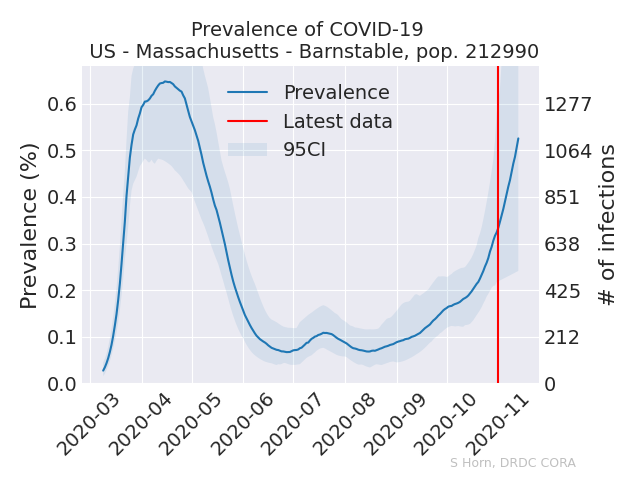 Prevalence of COVID-19
US - Massachusetts - Barnstable, pop. 212990
Prevalence
Latest data
95CI
Prevalence (%)
0.6
0.5
0.4
0.3
0.2
0.1
0.0
1277
1064
851
638
425
212
0
# of infections
2020-03
2020-04
2020-05
2020-06
2020-07
2020-08
2020-09
2020-10
2020-11
S Horn, DRDC CORA